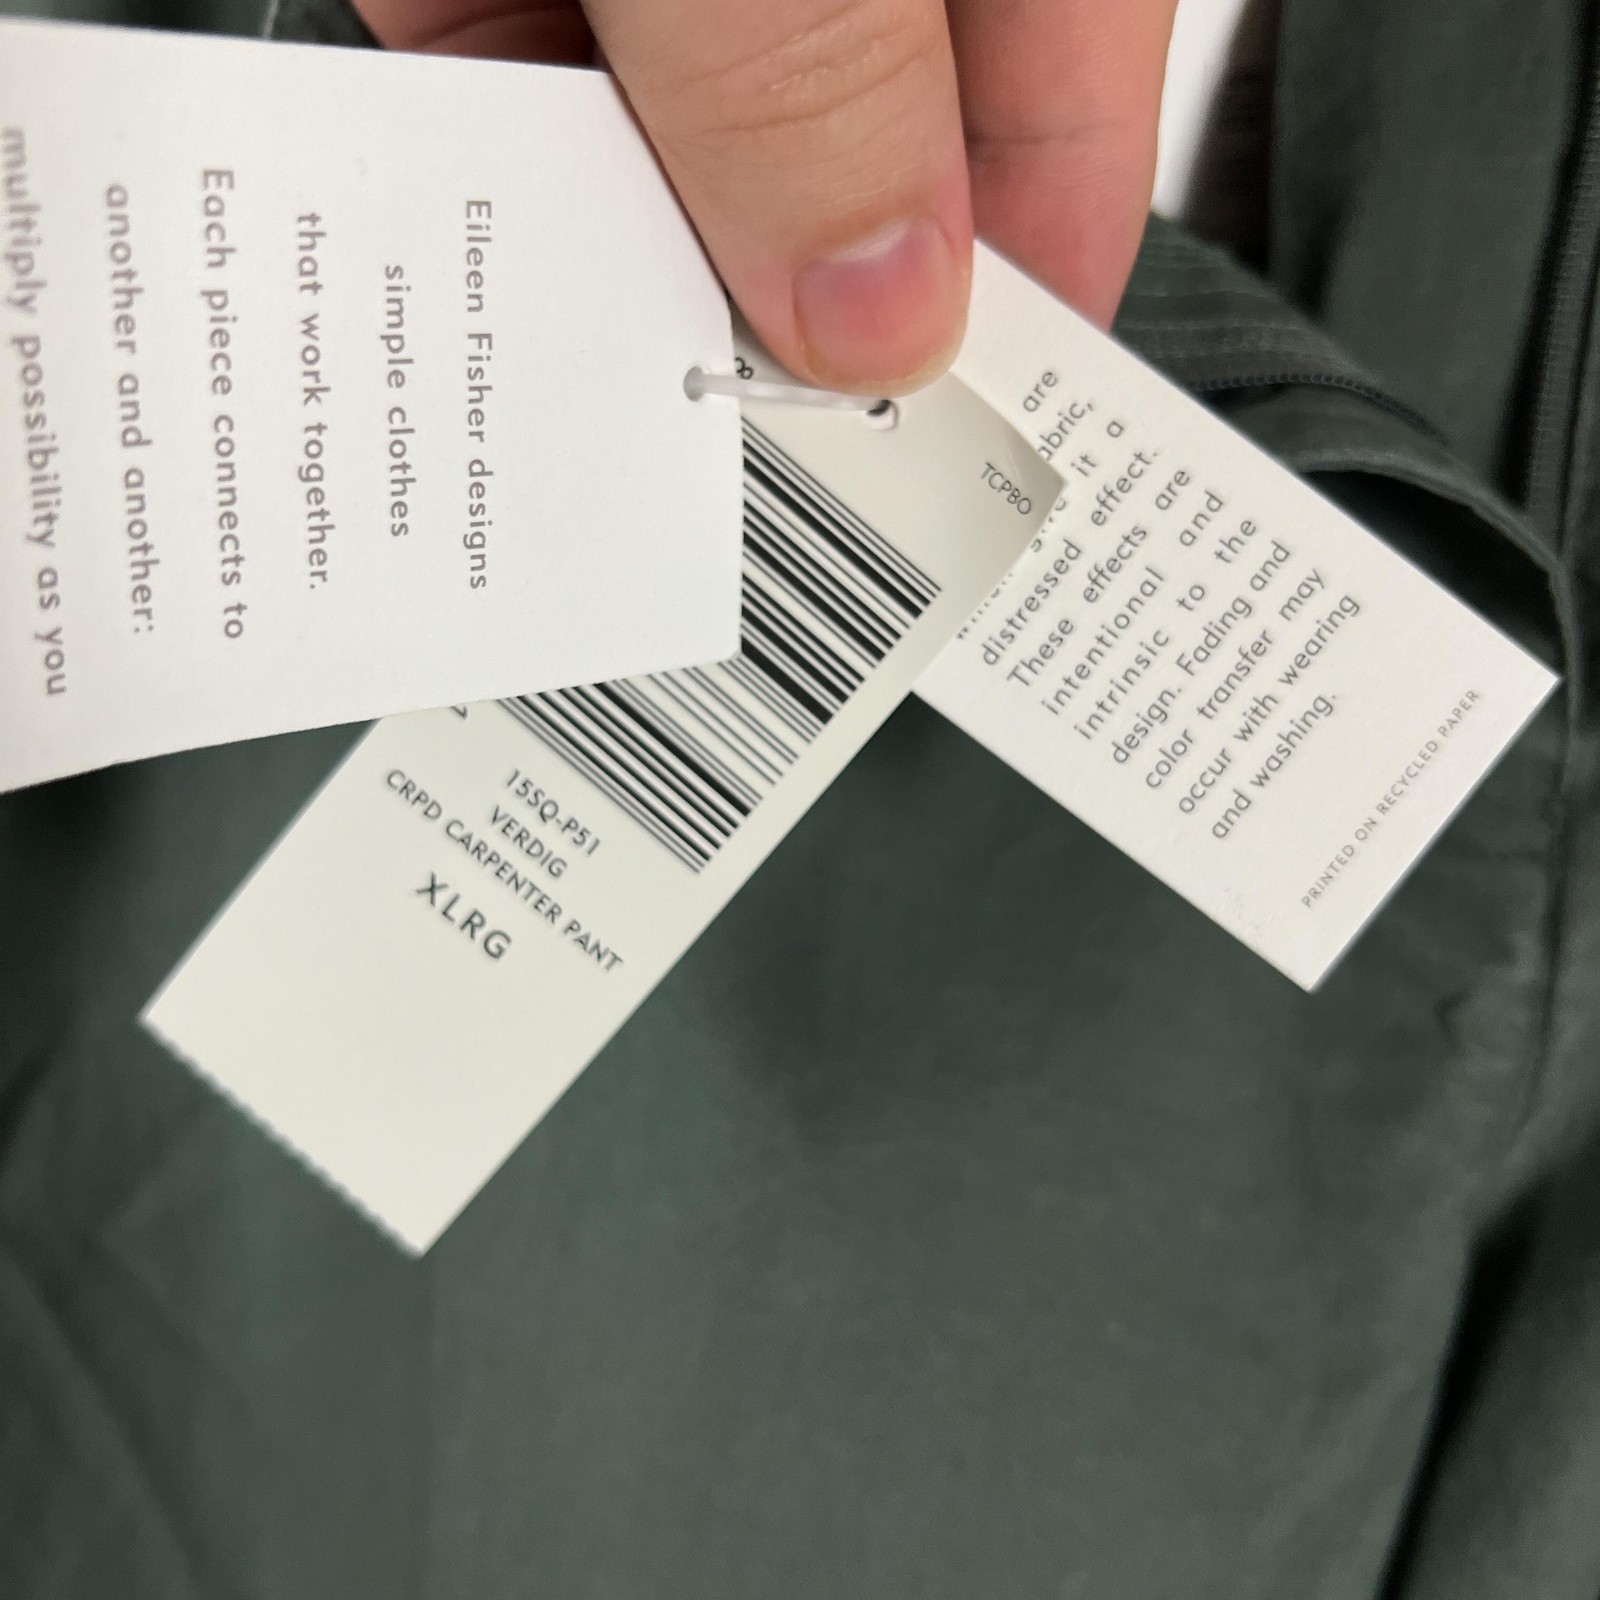 Eileen Fisher designs
simple clothes
that work together.
Each piece connects to
another and another:
multiply possibility as you
8
TCPBO
15SQ-P51
VERDIG
CRPD CARPENTER PANT
XLRG
are
it a
distressed effect.
These effects are
intentional and
intrinsic to the
design. Fading and
color transfer may
occur with wearing
and washing.
PRINTED ON RECYCLED PAPER